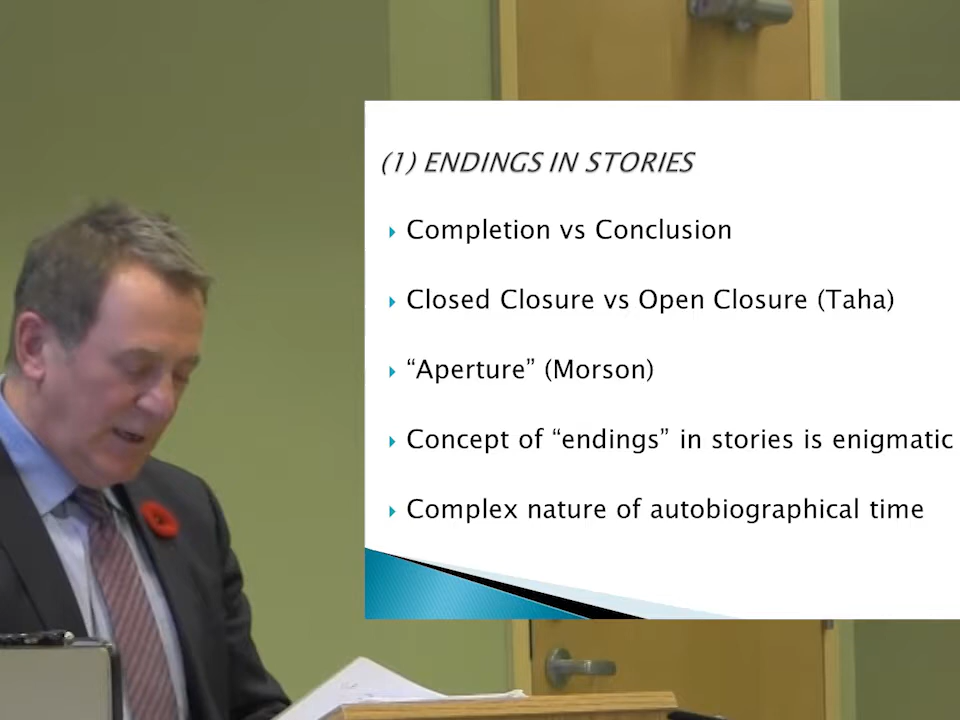 (1) ENDINGS IN STORIES
Completion vs Conclusion
Closed Closure vs Open Closure (Taha)
“Aperture” (Morson)
Concept of “endings” in stories is enigmatic
Complex nature of autobiographical time